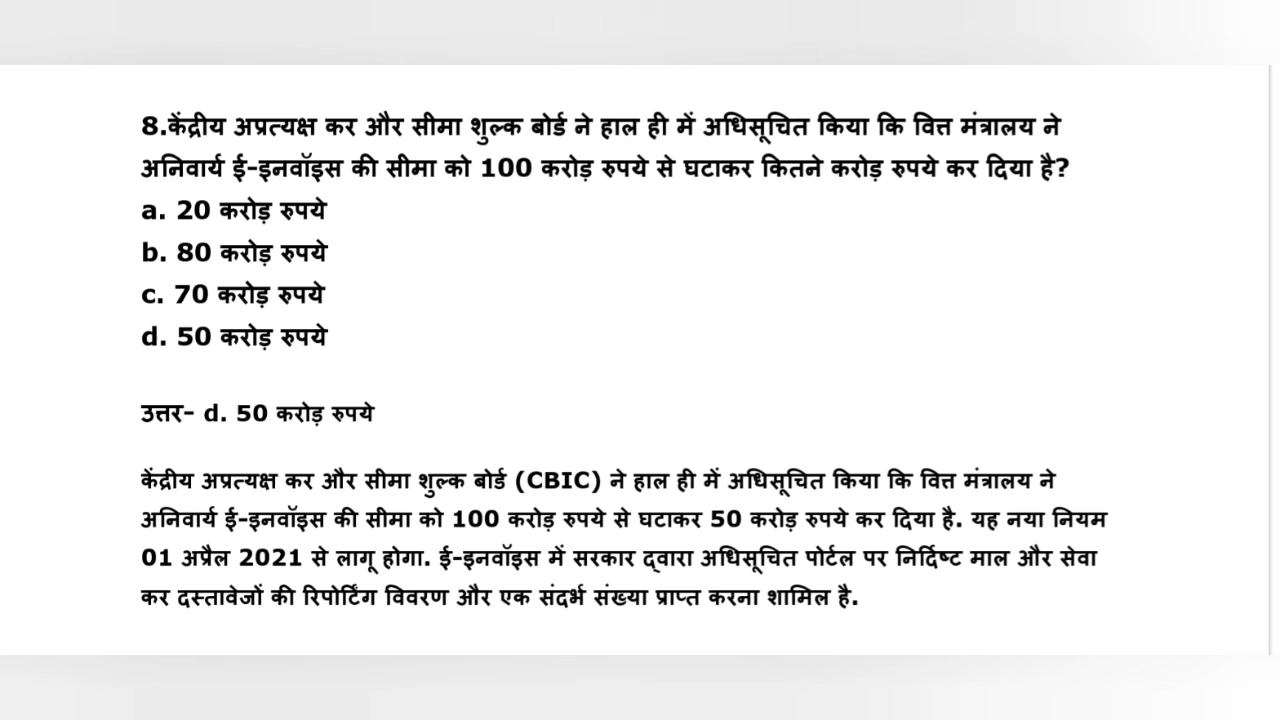 8.केंद्रीय अप्रत्यक्ष कर और सीमा शुल्क बोर्ड ने हाल ही में अधिसूचित किया कि वित्त मंत्रालय ने
अनिवार्य ई-इनवॉइस की सीमा को 100 करोड़ रुपये से घटाकर कितने करोड़ रुपये कर दिया है?
a. 20 करोड़ रुपये
b. 80 करोड़ रुपये
c. 70 करोड़ रुपये
d. 50 करोड़ रुपये
उत्तर- d. 50 करोड़ रुपये
केंद्रीय अप्रत्यक्ष कर और सीमा शुल्क बोर्ड (CBIC) ने हाल ही में अधिसूचित किया कि वित्त मंत्रालय ने
अनिवार्य ई-इनवॉइस की सीमा को 100 करोड़ रुपये से घटाकर 50 करोड़ रुपये कर दिया है. यह नया नियम
01 अप्रैल 2021 से लागू होगा. ई-इनवॉइस में सरकार द्वारा अधिसूचित पोर्टल पर निर्दिष्ट माल और सेवा
कर दस्तावेजों की रिपोर्टिंग विवरण और एक संदर्भ संख्या प्राप्त करना शामिल है.